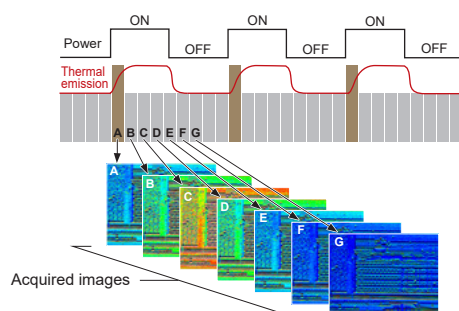 ON ON ON
Power OFF OFF OFF
Thermal
emission
A B C D E F G
A
B
C
D
E
F
G
Acquired images